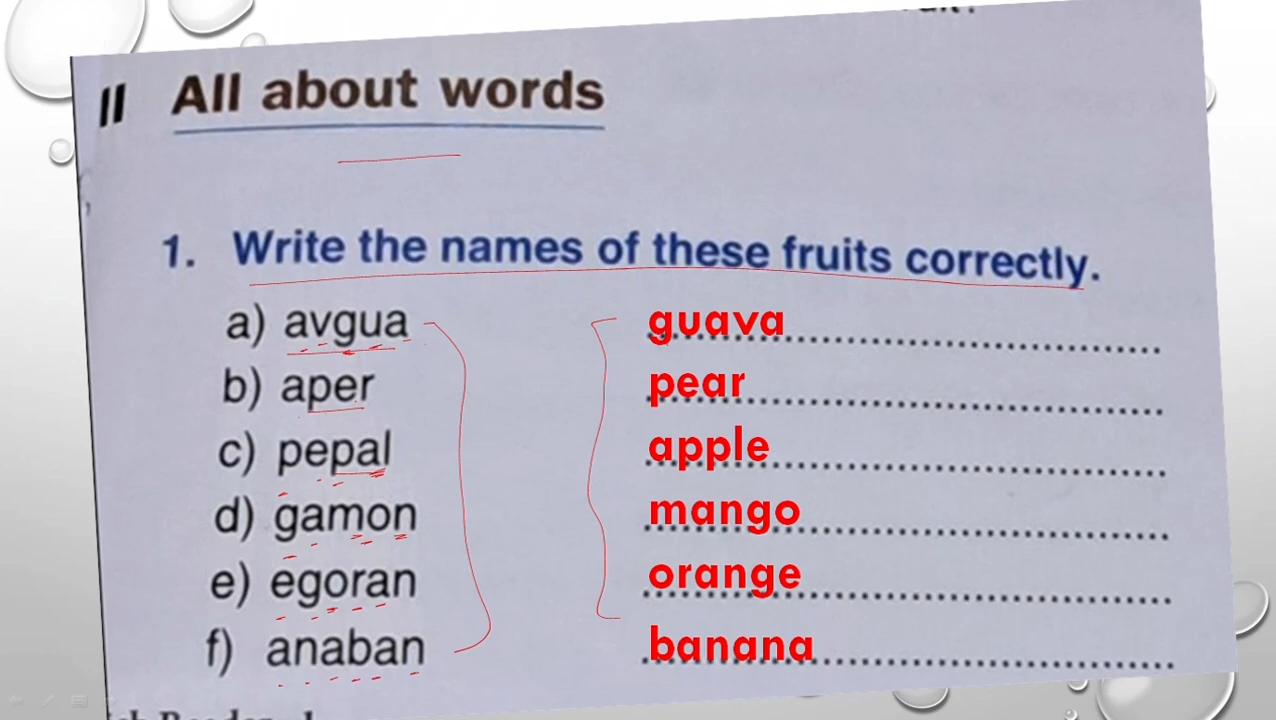 II All about words
1. Write the names of these fruits correctly.
a) avgua guava
b) aper pear
c) pepal apple
d) gamon mango
e) egoran orange
f) anaban banana